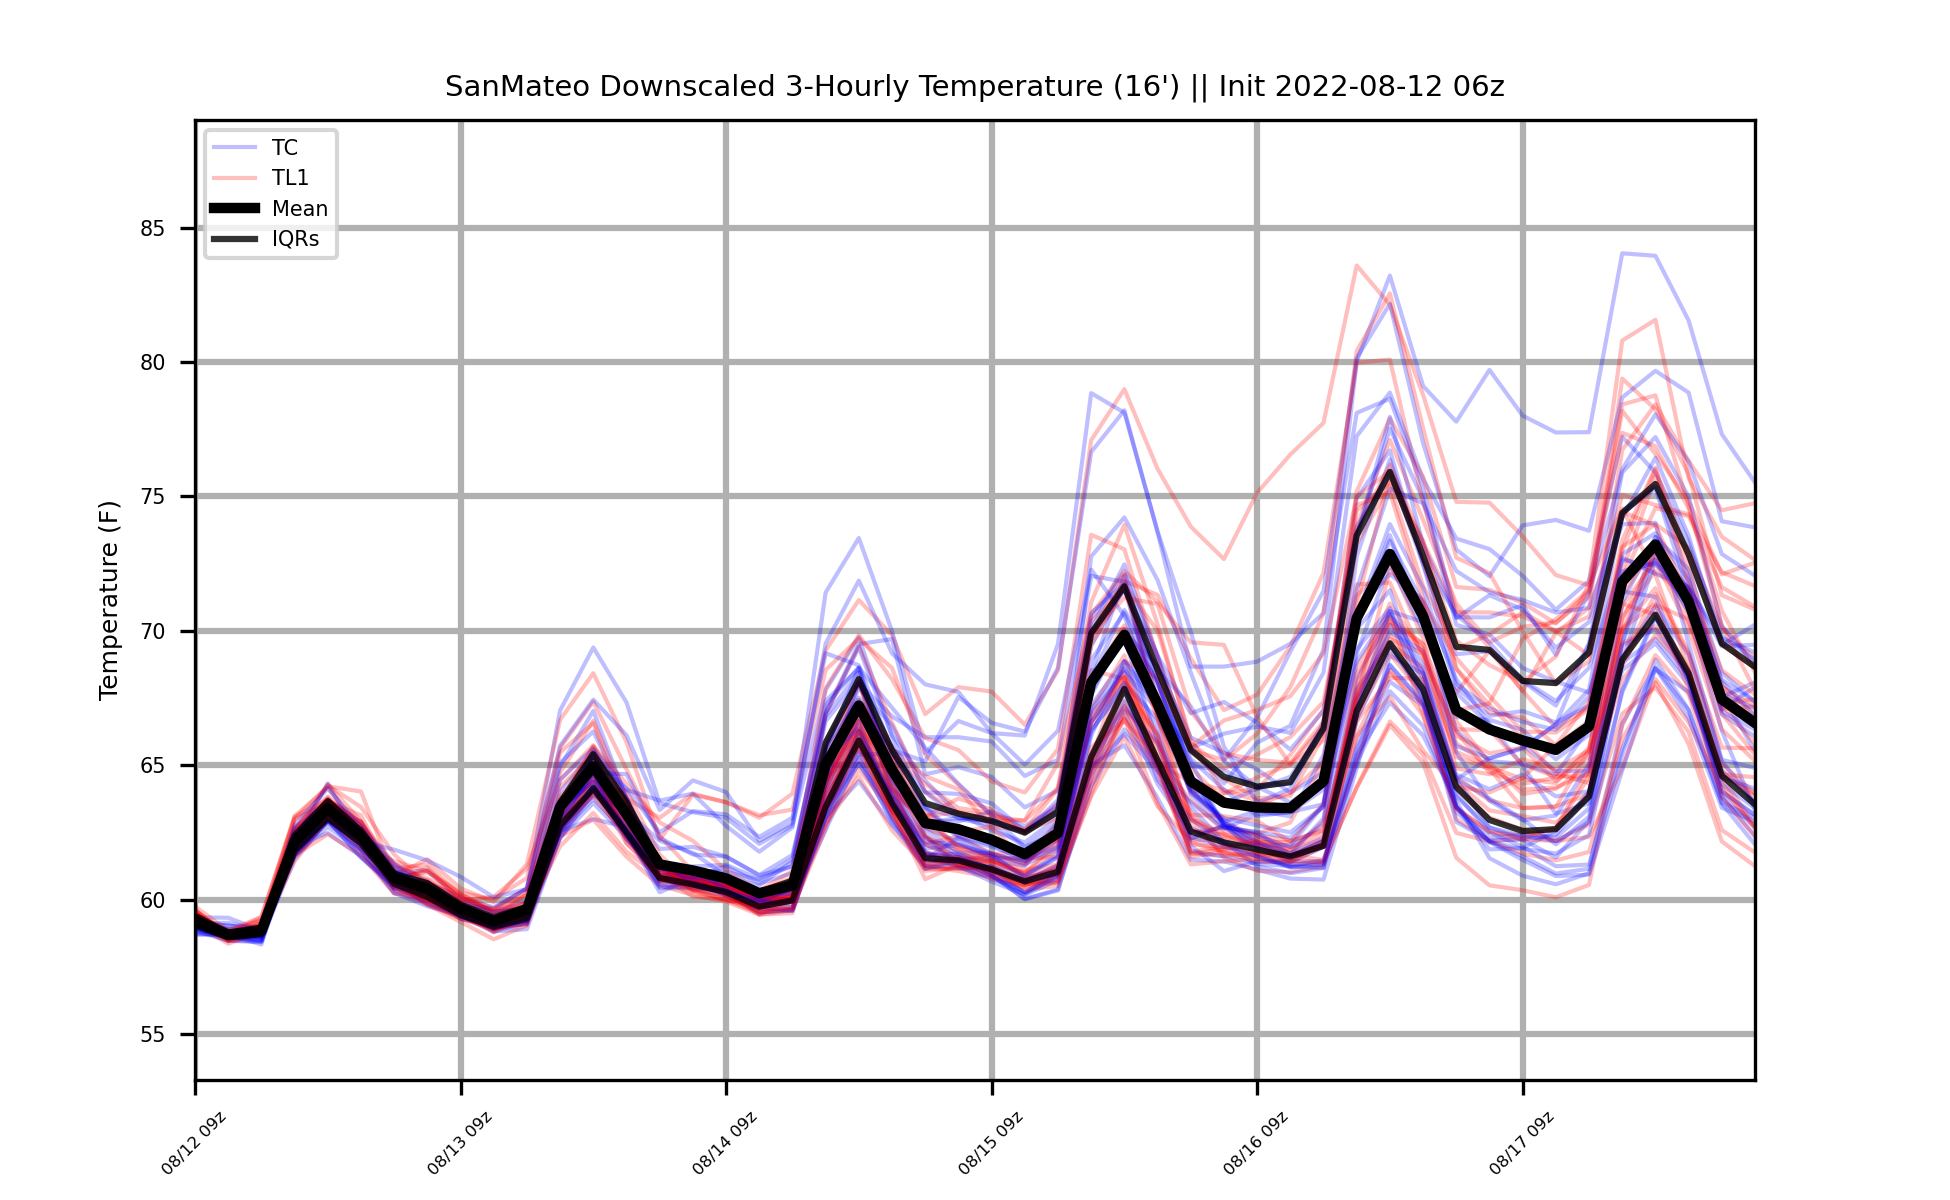 SanMateo Downscaled 3-Hourly Temperature (16') || Init 2022-08-12 06z
TC
TL1
Mean
IQRs
85
80
75
70
65
60
55
Temperature (F)
08/12 09z
08/13 09z
08/14 09z
08/15 09z
08/16 09z
08/17 09z